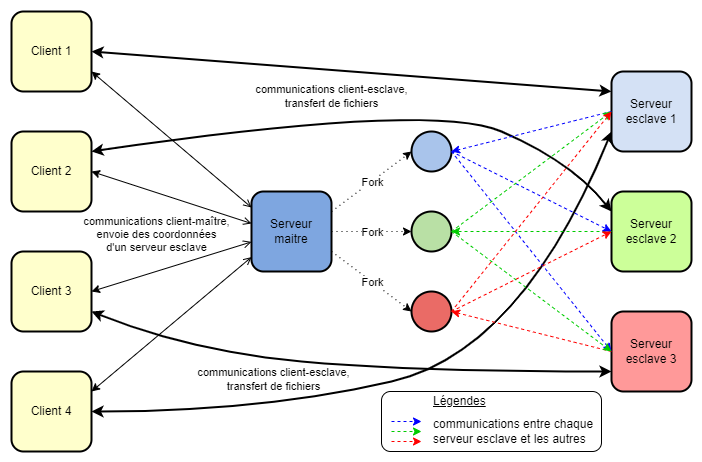 Client 1
communications client-esclave,
transfert de fichiers
Serveur
esclave 1
Client 2
Fork
communications client-maître,
envoie des coordonnées
d'un serveur esclave
Serveur
maitre
Fork
Serveur
esclave 2
Client 3
Fork
Serveur
esclave 3
communications client-esclave,
transfert de fichiers
Client 4
Légendes
communications entre chaque
serveur esclave et les autres